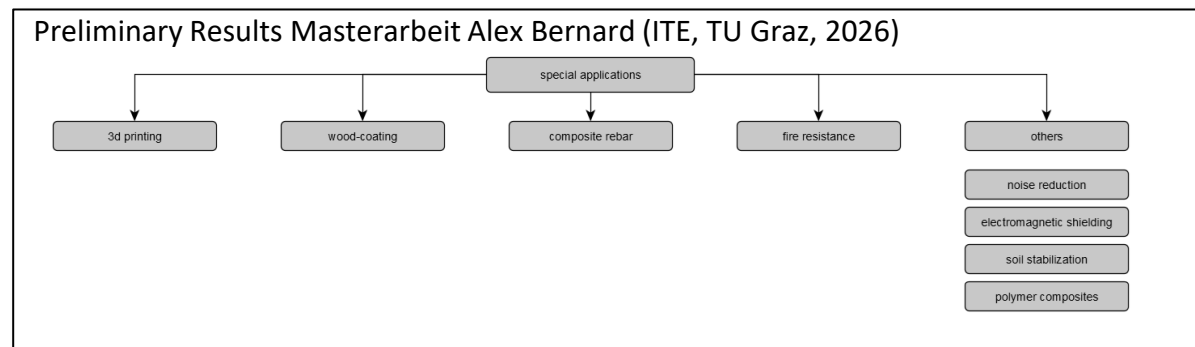 Preliminary Results Masterarbeit Alex Bernard (ITE, TU Graz, 2026)
special applications
3d printing
wood-coating
composite rebar
fire resistance
others
noise reduction
electromagnetic shielding
soil stabilization
polymer composites